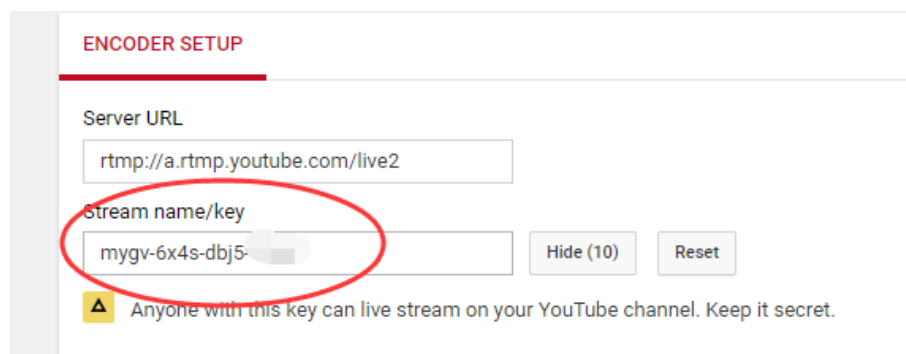 ENCODER SETUP
Server URL
rtmp://a.rtmp.youtube.com/live2
Stream name/key
mygv-6x4s-dbj5-
Hide (10)
Reset
Anyone with this key can live stream on your YouTube channel. Keep it secret.